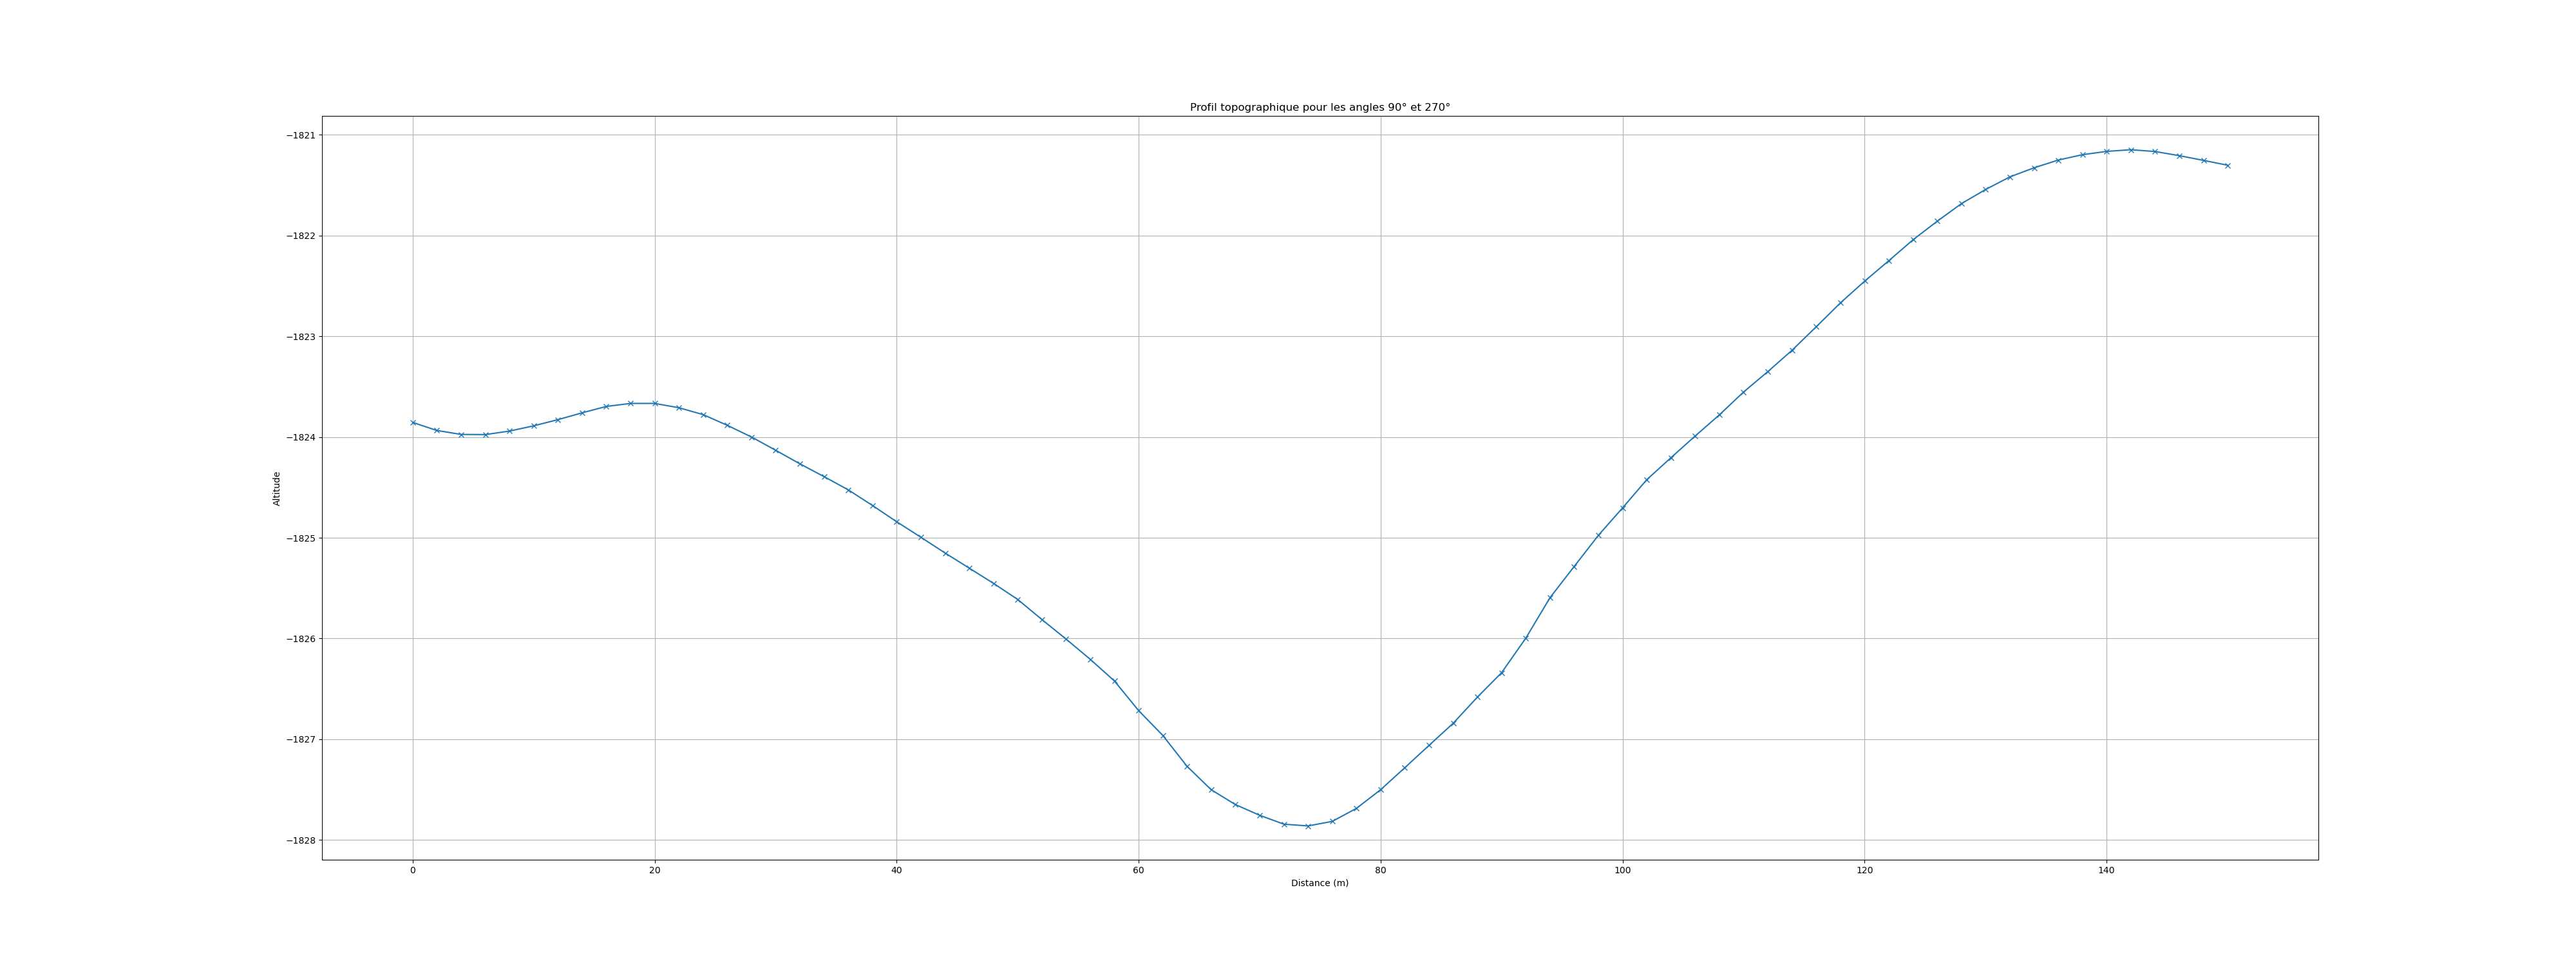 Profil topographique pour les angles 90° et 270°
Altitude
−1821
−1822
−1823
−1824
−1825
−1826
−1827
−1828
0 20 40 60 80 100 120 140
Distance (m)